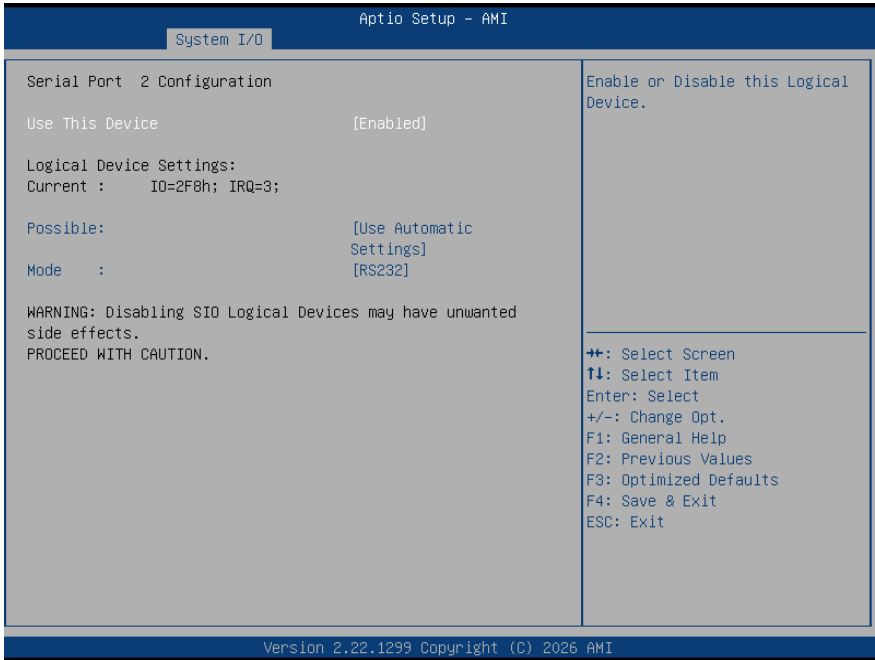 Aptio Setup – AMI
System I/O
Serial Port 2 Configuration
Use This Device [Enabled]
Logical Device Settings:
Current : IO=2F8h; IRQ=3;
Possible: [Use Automatic
Settings]
Mode : [RS232]
WARNING: Disabling SIO Logical Devices may have unwanted
side effects.
PROCEED WITH CAUTION.
Enable or Disable this Logical
Device.
→←: Select Screen
↑↓: Select Item
Enter: Select
+/-: Change Opt.
F1: General Help
F2: Previous Values
F3: Optimized Defaults
F4: Save & Exit
ESC: Exit
Version 2.22.1299 Copyright (C) 2026 AMI